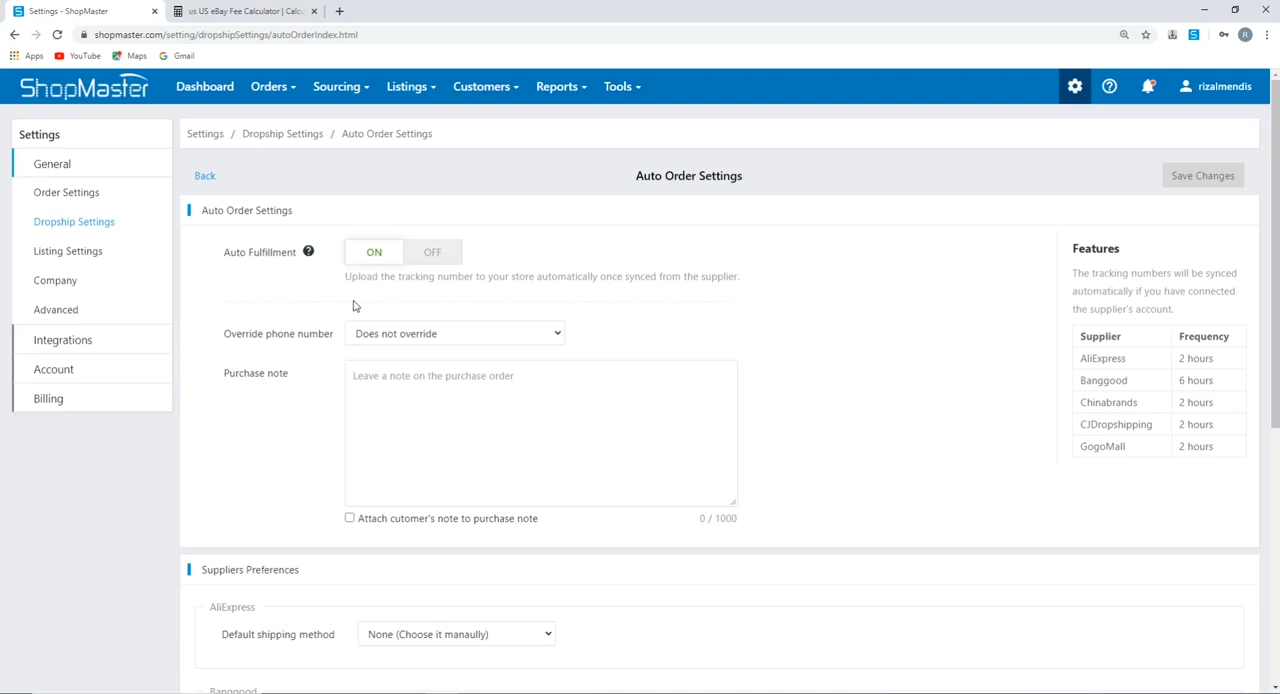 Settings - ShopMaster
us US eBay Fee Calculator | Calcu
shopmaster.com/setting/dropshipSettings/autoOrderIndex.html
R
Apps YouTube Maps Gmail
ShopMaster Dashboard Orders Sourcing Listings Customers Reports Tools rizalmendis
Settings
General
Order Settings
Dropship Settings
Listing Settings
Company
Advanced
Integrations
Account
Billing
Settings / Dropship Settings / Auto Order Settings
Back Auto Order Settings Save Changes
Auto Order Settings
Auto Fulfillment ? ON OFF
Upload the tracking number to your store automatically once synced from the supplier.
Override phone number Does not override
Purchase note Leave a note on the purchase order
Attach cutomer's note to purchase note 0 / 1000
Features
The tracking numbers will be synced
automatically if you have connected
the supplier's account.
Supplier Frequency
AliExpress 2 hours
Banggood 6 hours
Chinabrands 2 hours
CJDropshipping 2 hours
GogoMall 2 hours
Suppliers Preferences
AliExpress
Default shipping method None (Choose it manaully)
Banggood